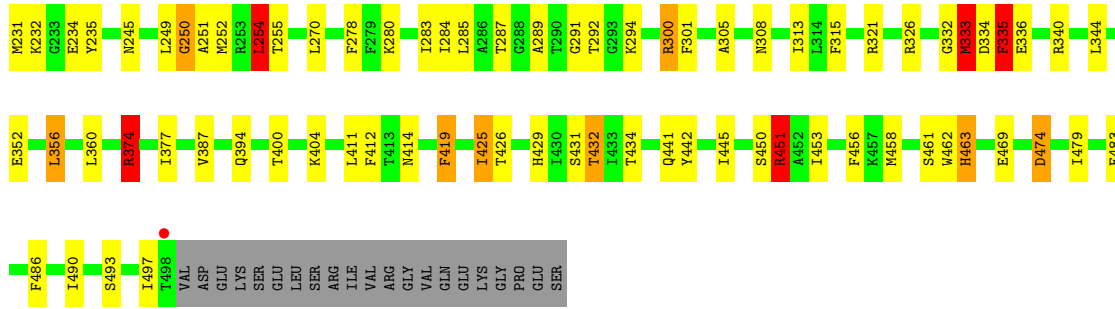 M231 K232 G233 E234 Y235 N245 L249 G250 A251 M252 R253 L254 T255 L270 F278 F279 K280 I283 I284 L285 A286 T287 G288 A289 T290 G291 T292 G293 K294 R300 F301 A305 N308 I313 L314 F315 R321 R326 G332 M333 D334 F335 E336 R340 L344
E352 L356 L360 R374 I377 V387 Q394 T400 K404 L411 F412 T413 N414 F419 I425 T426 H429 I430 S431 T432 I433 T434 Q441 Y442 I445 S450 R451 A452 I453 F456 K457 M458 S461 W462 H463 E469 D474 I479
F486 I490 S493 I497 T498 VAL ASP GLU LYS SER GLU LEU SER ARG ILE VAL ARG GLY VAL GLN GLU LYS GLY PRO GLU SER